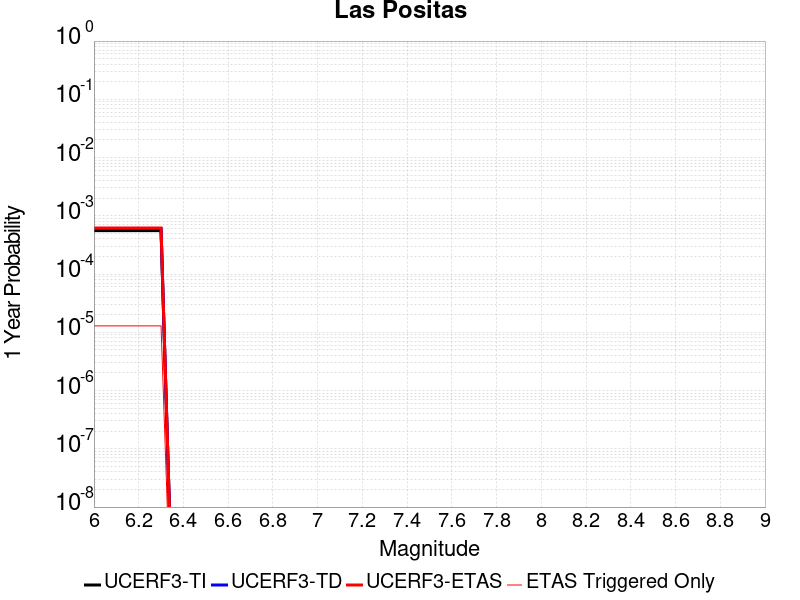 Las Positas
10^0
10^-1
10^-2
10^-3
10^-4
10^-5
10^-6
10^-7
10^-8
1 Year Probability
6 6.2 6.4 6.6 6.8 7 7.2 7.4 7.6 7.8 8 8.2 8.4 8.6 8.8 9
Magnitude
UCERF3-TI UCERF3-TD UCERF3-ETAS ETAS Triggered Only